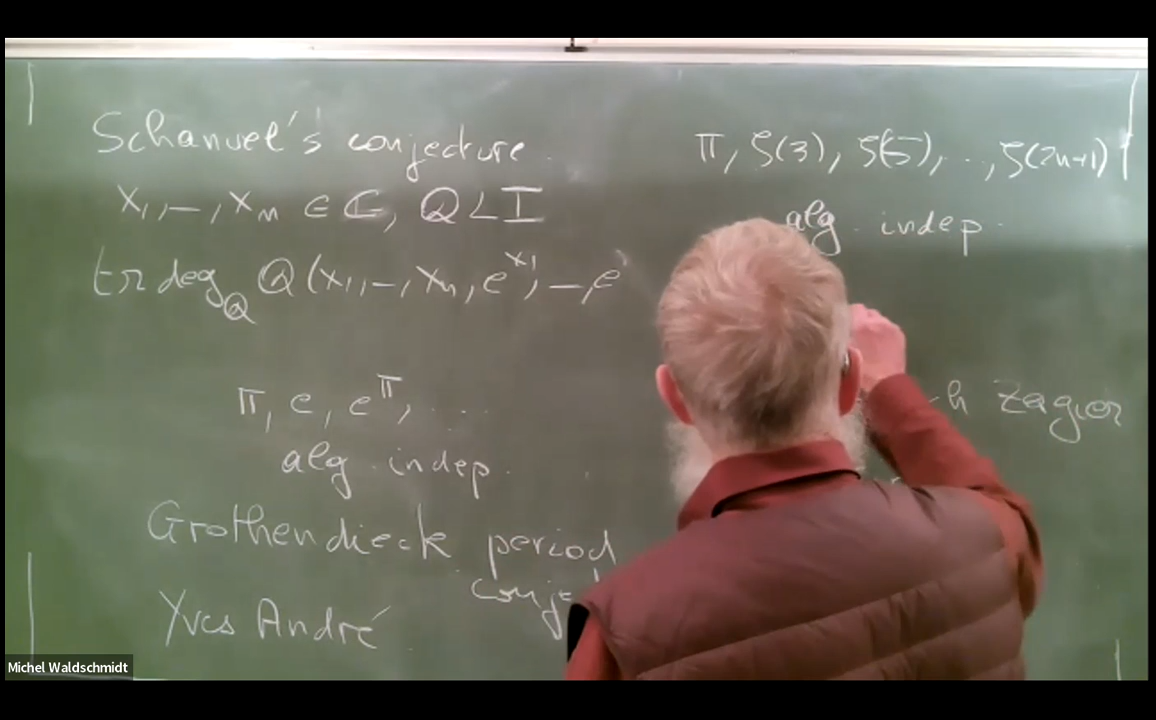 Schanuel's conjecture.
x₁, –, xₙ ∈ ℂ, ℚ L I
tr deg_ℚ ℚ(x₁, –, xₙ, e^{x₁}, –, e
π, e, e^π, ...
alg. indep.
Grothendieck period
conj
Yves André
π, ζ(3), ζ(5), ..., ζ(2n+1)
alg. indep.
Zagier
Michel Waldschmidt